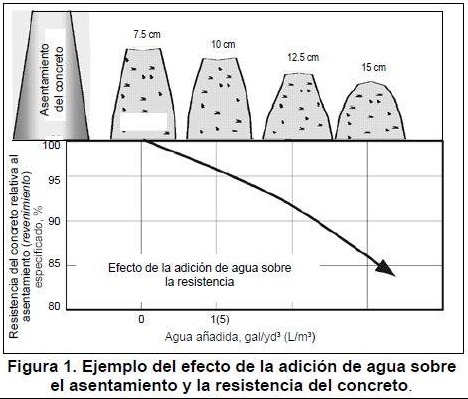 Asentamiento
del concreto
7.5 cm
10 cm
12.5 cm
15 cm
Resistencia del concreto relativa al
asentamiento (revenimiento)
especificado, %
100
95
90
85
80
Efecto de la adición de agua sobre
la resistencia
0
1(5)
Agua añadida, gal/yd³ (L/m³)
Figura 1. Ejemplo del efecto de la adición de agua sobre
el asentamiento y la resistencia del concreto.